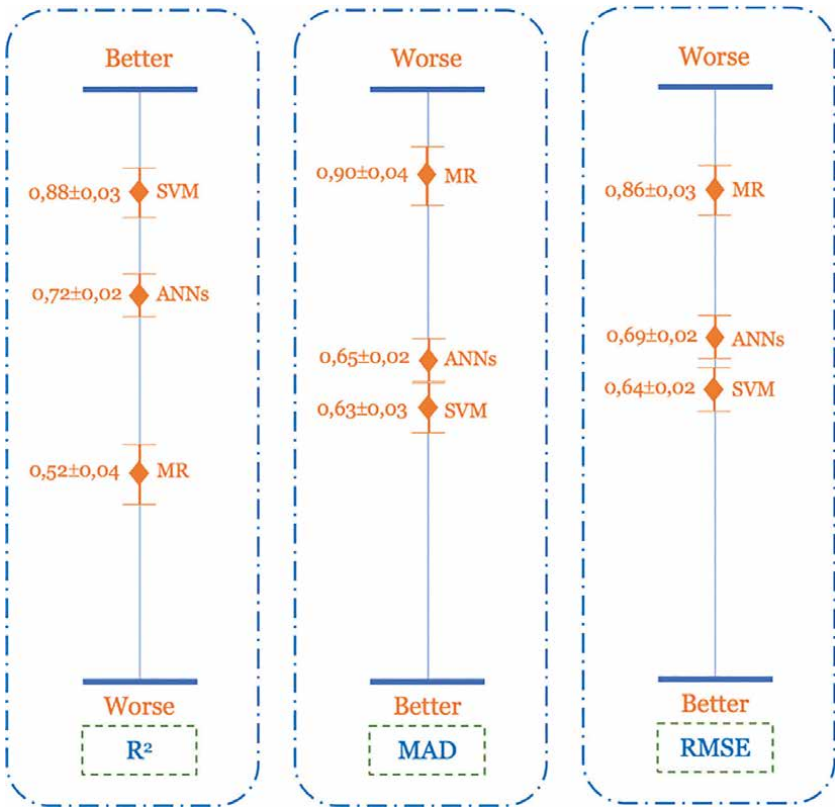 Better
0,88±0,03 SVM
0,72±0,02 ANNs
0,52±0,04 MR
Worse
R²
Worse
0,90±0,04 MR
0,65±0,02 ANNs
0,63±0,03 SVM
Better
MAD
Worse
0,86±0,03 MR
0,69±0,02 ANNs
0,64±0,02 SVM
Better
RMSE